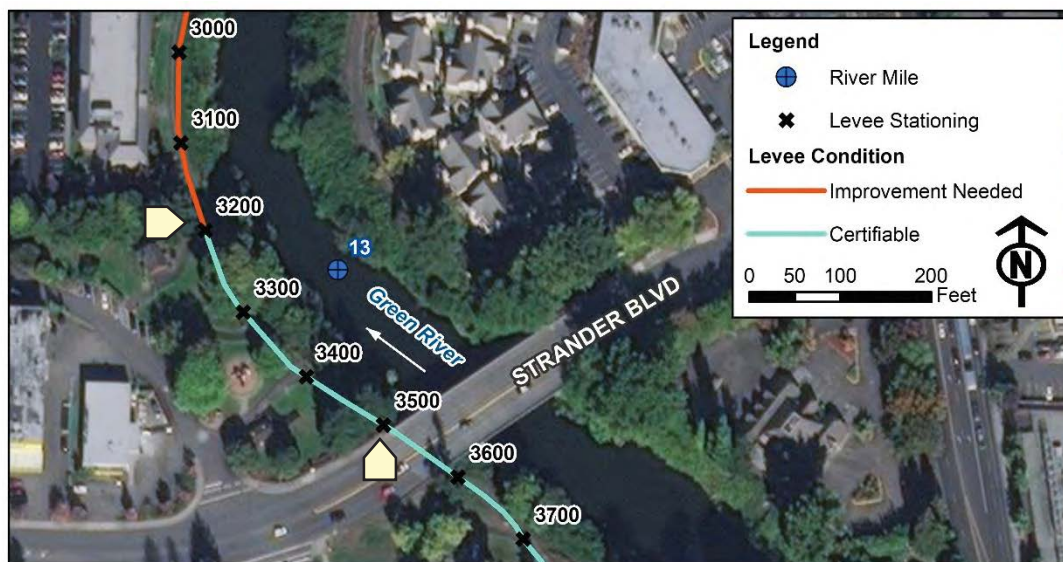 3000
3100
3200
3300
3400
3500
3600
3700
13
Green River
STRANDER BLVD
Legend
River Mile
Levee Stationing
Levee Condition
Improvement Needed
Certifiable
0 50 100 200
Feet
N